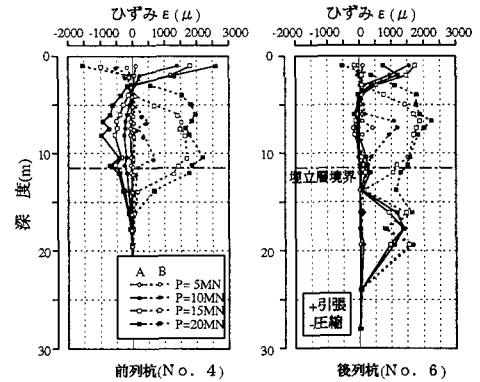 ひずみε(μ)
-2000 -1000 0 1000 2000 3000
0
10
20
30
深 度(m)
A B
P= 5MN
P=10MN
P=15MN
P=20MN
前列杭(No. 4)
ひずみε(μ)
-2000 -1000 0 1000 2000 3000
0
10
20
30
埋立層境界
+引張
-圧縮
後列杭(No. 6)